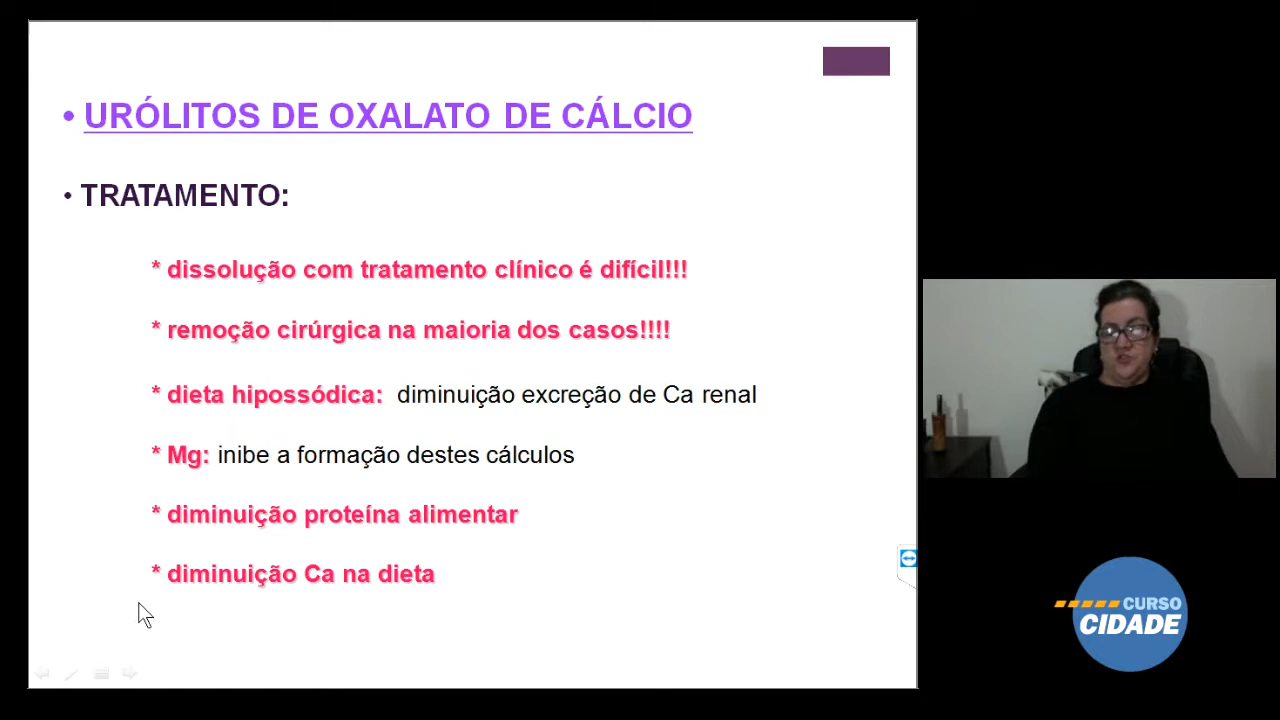 • URÓLITOS DE OXALATO DE CÁLCIO
• TRATAMENTO:
* dissolução com tratamento clínico é difícil!!!
* remoção cirúrgica na maioria dos casos!!!!
* dieta hipossódica: diminuição excreção de Ca renal
* Mg: inibe a formação destes cálculos
* diminuição proteína alimentar
* diminuição Ca na dieta
CURSO
CIDADE